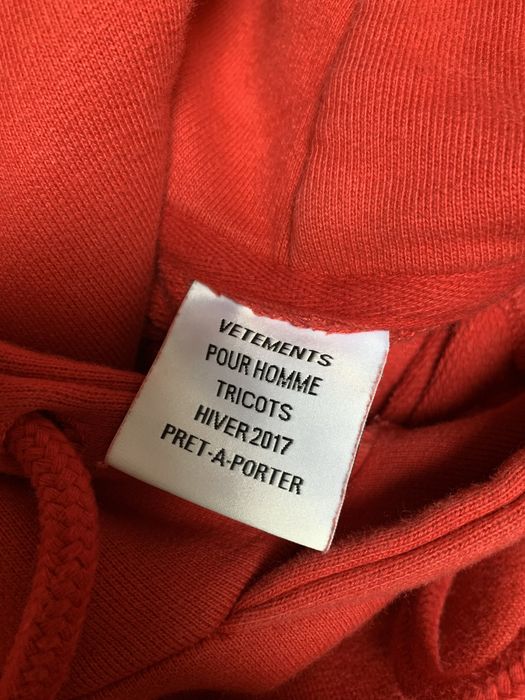 VETEMENTS
POUR HOMME
TRICOTS
HIVER 2017
PRET-A-PORTER